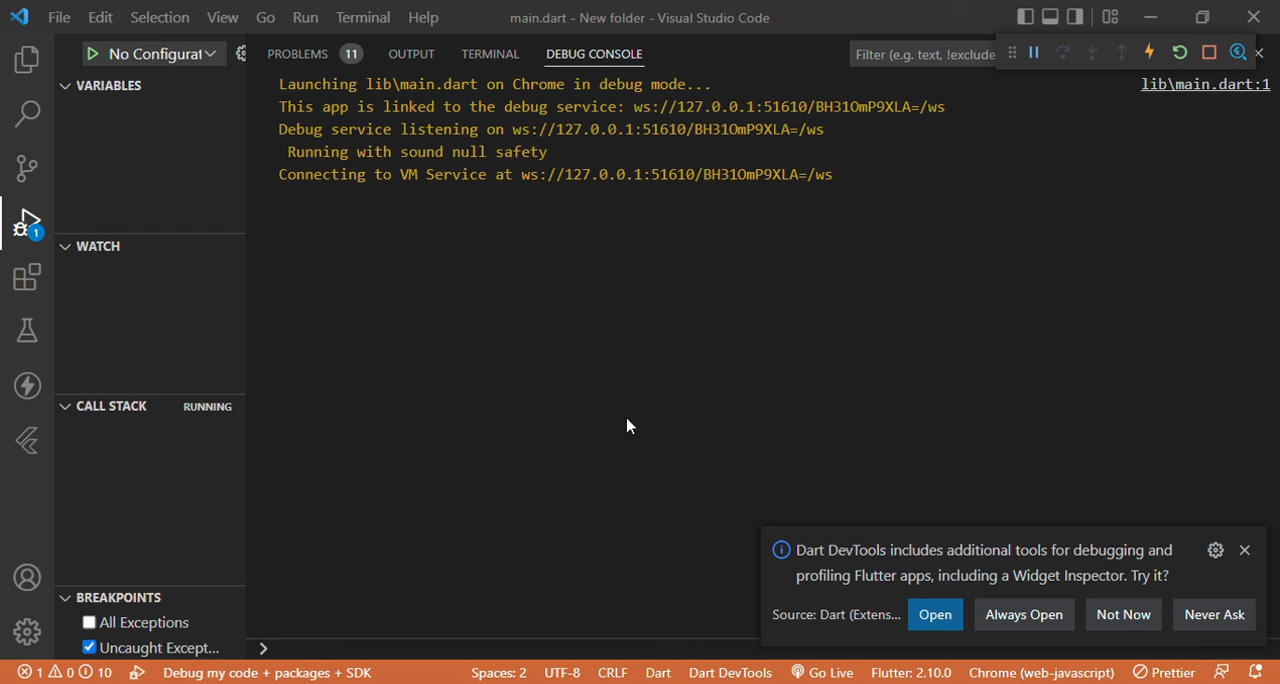 File Edit Selection View Go Run Terminal Help
main.dart - New folder - Visual Studio Code
No Configurat
PROBLEMS 11 OUTPUT TERMINAL DEBUG CONSOLE
Filter (e.g. text, !exclude
VARIABLES
Launching lib\main.dart on Chrome in debug mode...
lib\main.dart:1
This app is linked to the debug service: ws://127.0.0.1:51610/BH31OmP9XLA=/ws
Debug service listening on ws://127.0.0.1:51610/BH31OmP9XLA=/ws
Running with sound null safety
Connecting to VM Service at ws://127.0.0.1:51610/BH31OmP9XLA=/ws
1
WATCH
CALL STACK RUNNING
BREAKPOINTS
All Exceptions
Uncaught Except...
Dart DevTools includes additional tools for debugging and
profiling Flutter apps, including a Widget Inspector. Try it?
Source: Dart (Extens... Open Always Open Not Now Never Ask
1 0 10 Debug my code + packages + SDK Spaces: 2 UTF-8 CRLF Dart Dart DevTools Go Live Flutter: 2.10.0 Chrome (web-javascript) Prettier